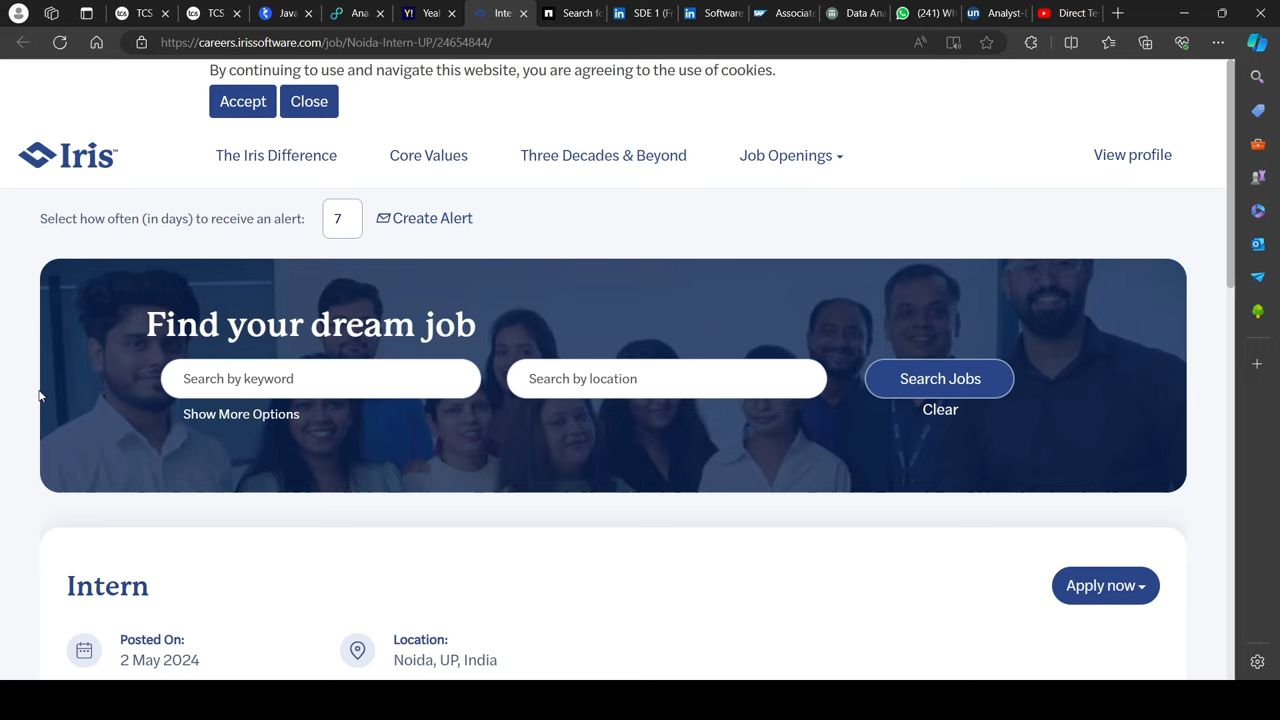 TCS
TCS
Java
Ana
Yeal
Inte
Search fo
SDE 1 (Fr
Software
Associate
Data Ana
(241) Wh
Analyst-I
Direct Te
https://careers.irissoftware.com/job/Noida-Intern-UP/24654844/
By continuing to use and navigate this website, you are agreeing to the use of cookies.
Accept Close
Iris
The Iris Difference
Core Values
Three Decades & Beyond
Job Openings
View profile
Select how often (in days) to receive an alert: 7 Create Alert
Find your dream job
Search by keyword
Search by location
Search Jobs
Show More Options
Clear
Intern
Apply now
Posted On:
2 May 2024
Location:
Noida, UP, India